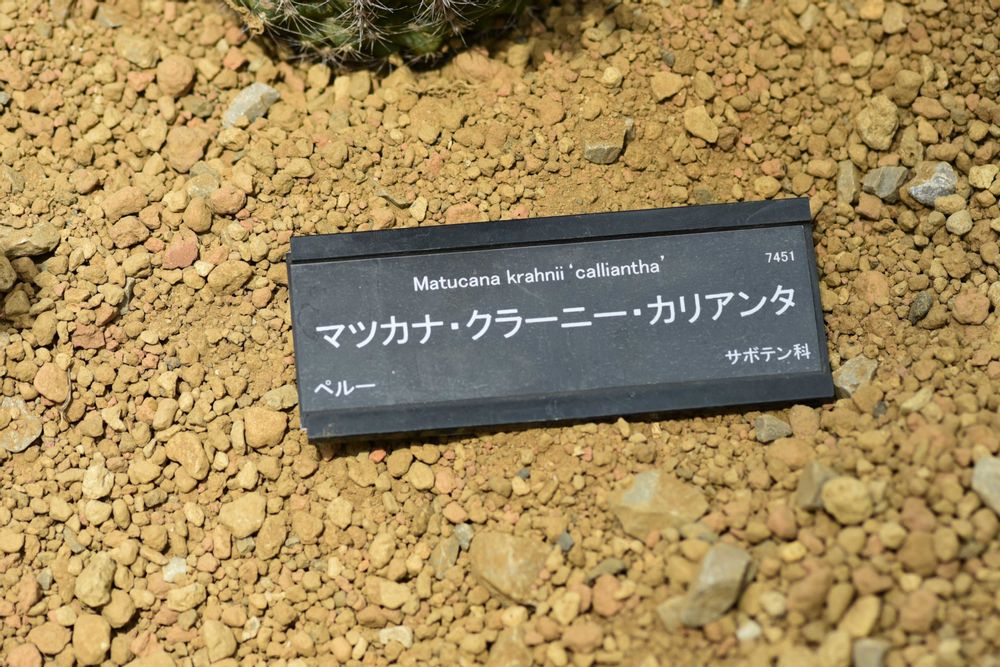 7451
Matucana krahnii 'calliantha'
マツカナ・クラーニー・カリアンタ
サボテン科
ペルー